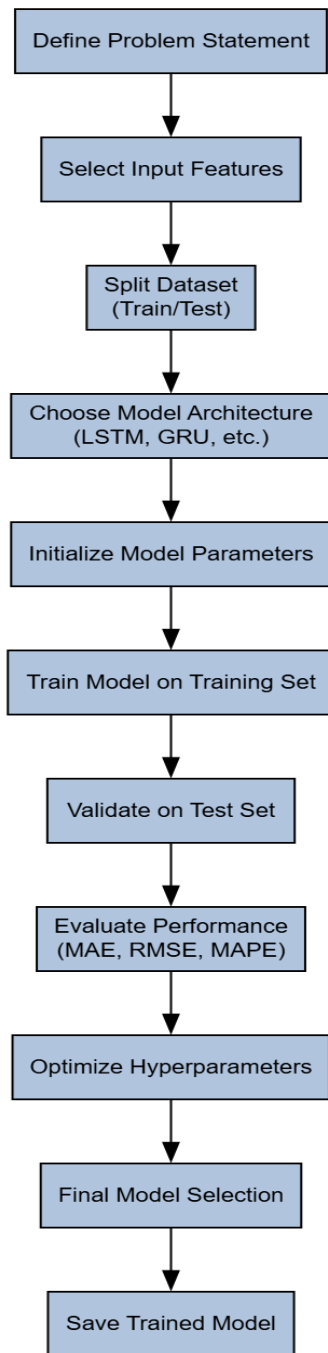 Define Problem Statement
Select Input Features
Split Dataset
(Train/Test)
Choose Model Architecture
(LSTM, GRU, etc.)
Initialize Model Parameters
Train Model on Training Set
Validate on Test Set
Evaluate Performance
(MAE, RMSE, MAPE)
Optimize Hyperparameters
Final Model Selection
Save Trained Model